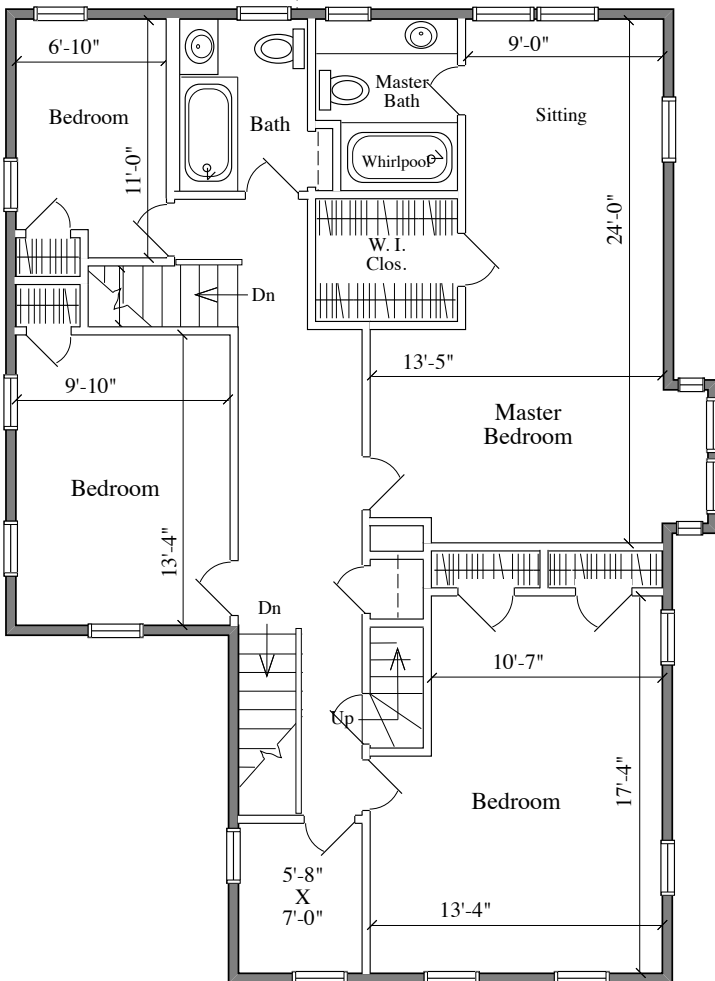 6'-10"
9'-0"
Bedroom
11'-0"
Bath
Master
Bath
Whirlpool
Sitting
24'-0"
W. I.
Clos.
Dn
13'-5"
9'-10"
Master
Bedroom
Bedroom
13'-4"
Dn
10'-7"
Up
Bedroom
17'-4"
5'-8"
X
7'-0"
13'-4"